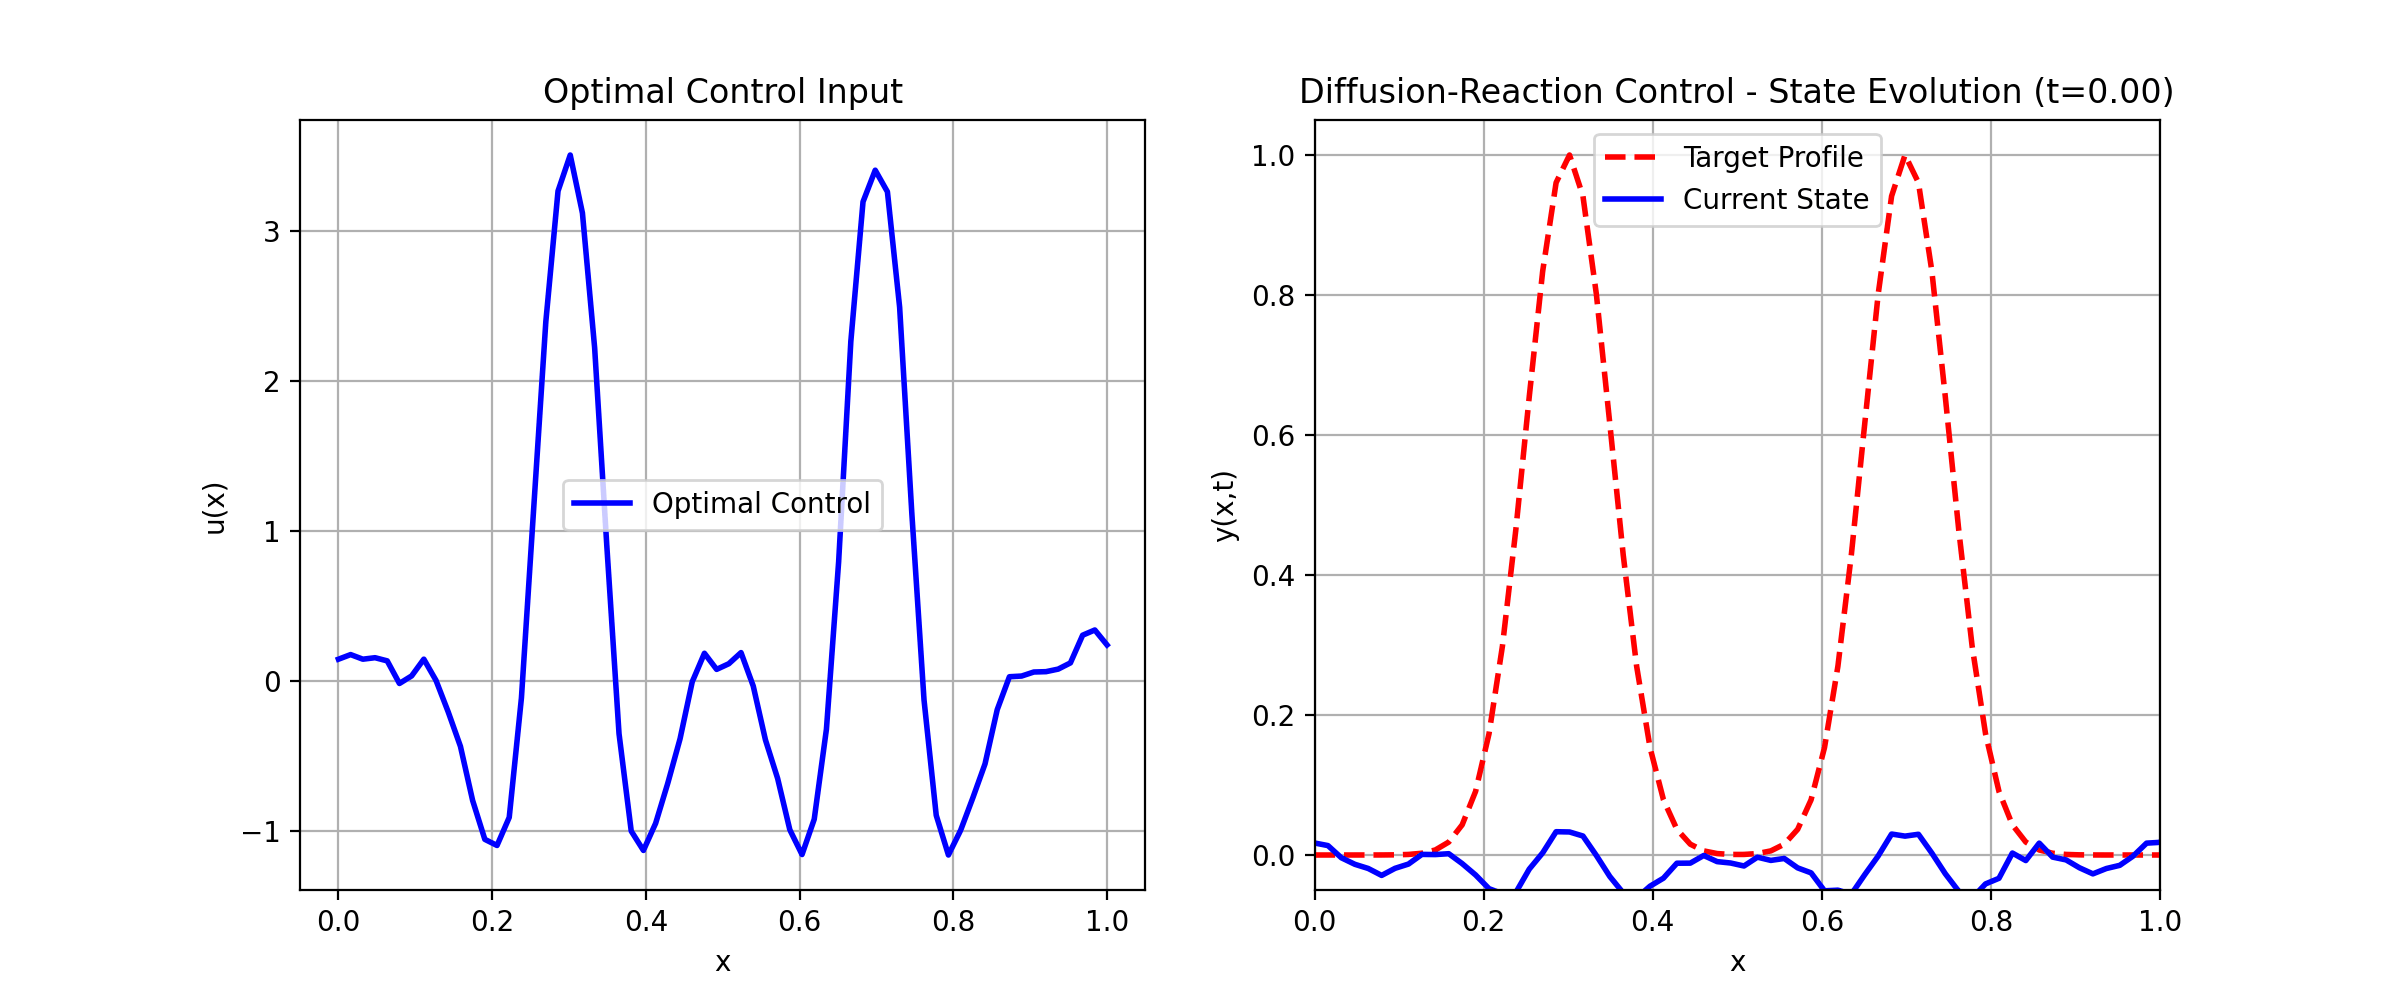 Optimal Control Input
u(x)
3
2
1
0
−1
Optimal Control
0.0 0.2 0.4 0.6 0.8 1.0
x
Diffusion-Reaction Control - State Evolution (t=0.00)
y(x,t)
1.0
0.8
0.6
0.4
0.2
0.0
Target Profile
Current State
0.0 0.2 0.4 0.6 0.8 1.0
x